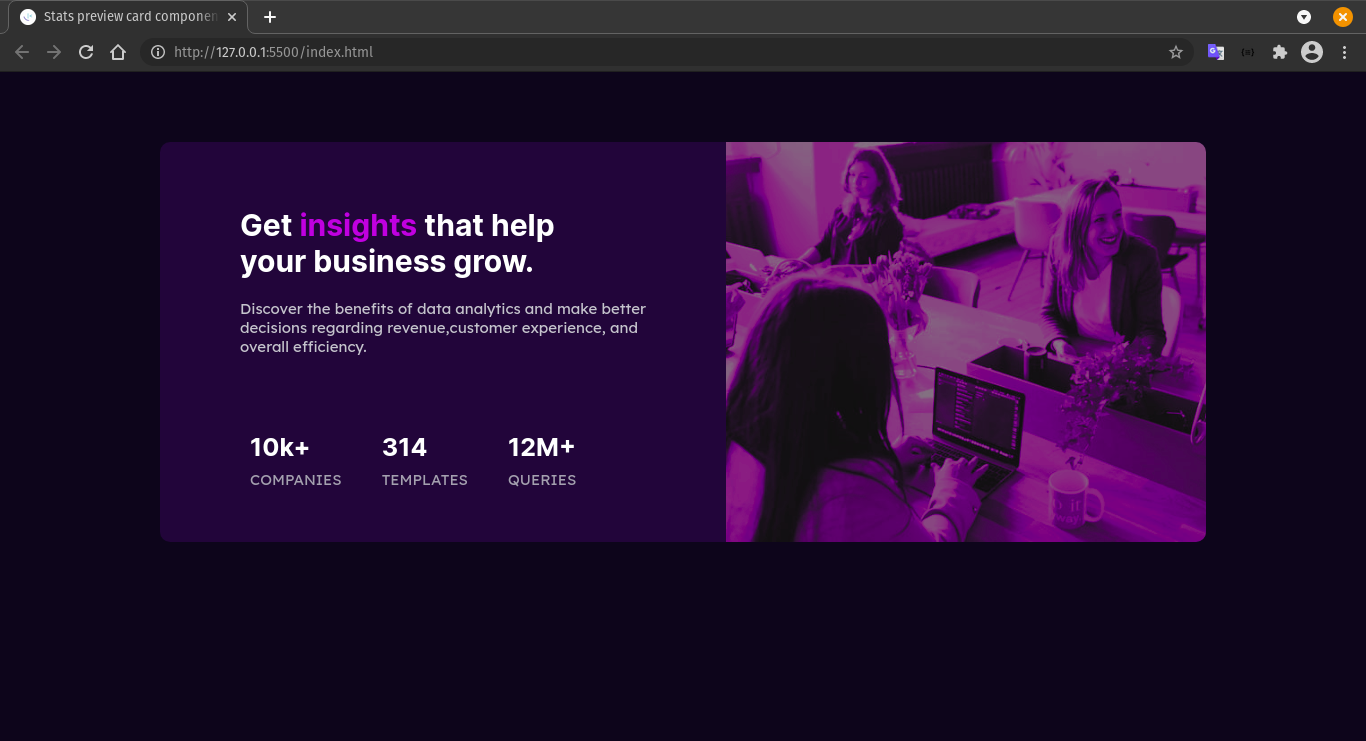 Stats preview card componen
http://127.0.0.1:5500/index.html
Get insights that help
your business grow.
Discover the benefits of data analytics and make better
decisions regarding revenue,customer experience, and
overall efficiency.
10k+ 314 12M+
COMPANIES TEMPLATES QUERIES